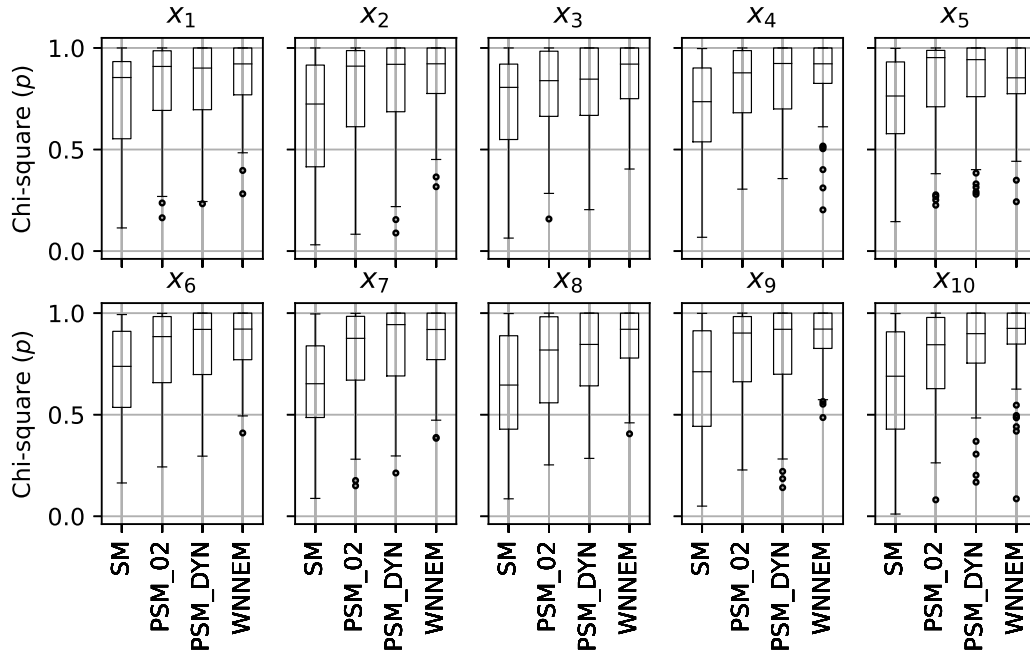 x1 x2 x3 x4 x5
Chi-square (p)
1.0
0.5
0.0
x6 x7 x8 x9 x10
Chi-square (p)
1.0
0.5
0.0
SM PSM_02 PSM_DYN WNNEM SM PSM_02 PSM_DYN WNNEM SM PSM_02 PSM_DYN WNNEM SM PSM_02 PSM_DYN WNNEM SM PSM_02 PSM_DYN WNNEM